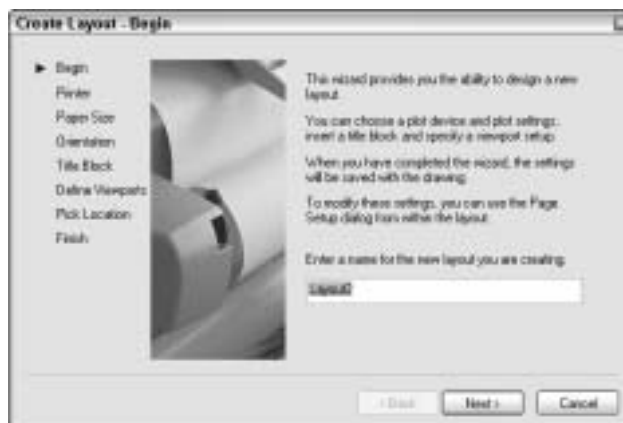 Create Layout - Begin
Begin
Printer
Paper Size
Orientation
Title Block
Define Viewports
Pick Location
Finish
This wizard provides you the ability to design a new
layout.
You can choose a plot device and plot settings,
insert a title block and specify a viewport setup.
When you have completed the wizard, the settings
will be saved with the drawing.
To modify these settings, you can use the Page
Setup dialog from within the layout.
Enter a name for the new layout you are creating.
< Back
Next >
Cancel